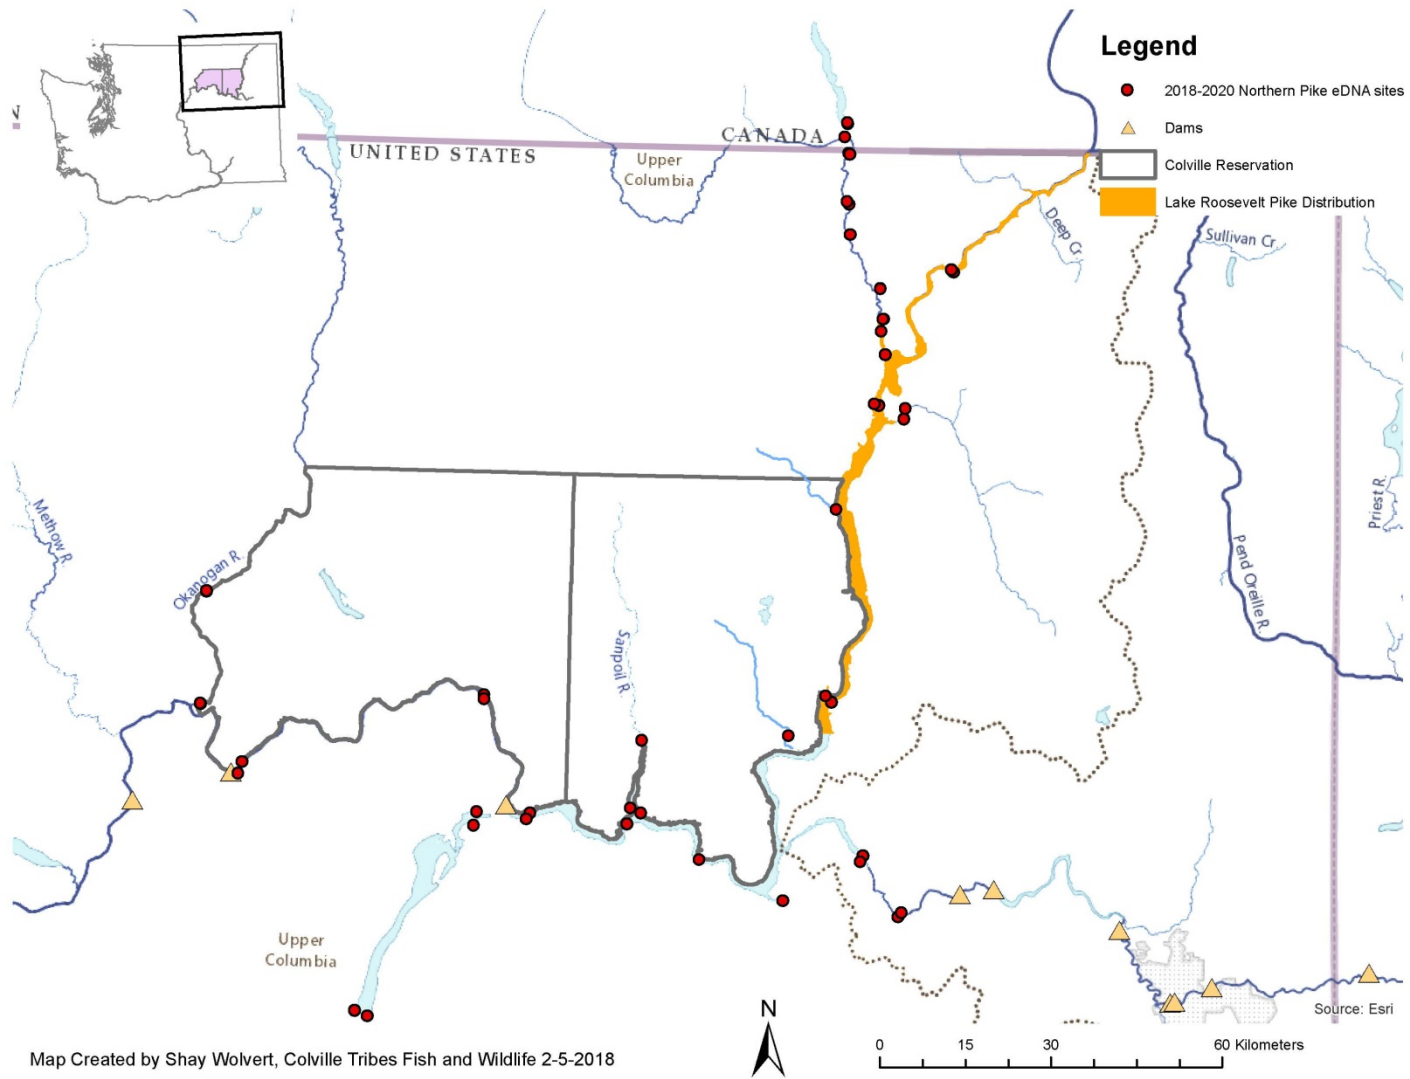 Legend
2018-2020 Northern Pike eDNA sites
Dams
Colville Reservation
Lake Roosevelt Pike Distribution
CANADA
UNITED STATES
Upper
Columbia
Deep Cr.
Sullivan Cr.
Methow R.
Okanogan R.
Sanpoil R.
Priest R.
Pend Oreille R.
Upper
Columbia
Source: Esri
N
0 15 30 60 Kilometers
Map Created by Shay Wolvert, Colville Tribes Fish and Wildlife 2-5-2018